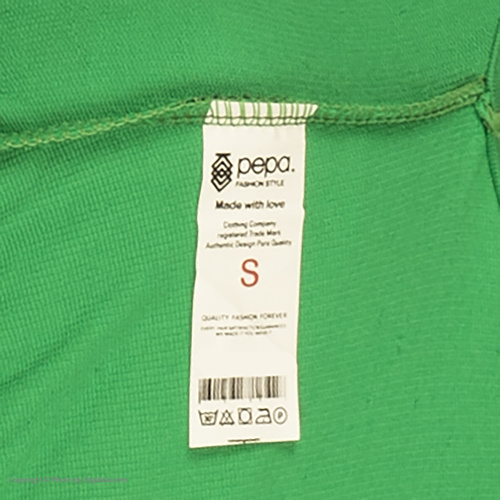 pepa.
FASHION STYLE
Made with love
Clothing Company
registered Trade Mark
Authentic Design Pure Quality
S
QUALITY FASHION FOREVER